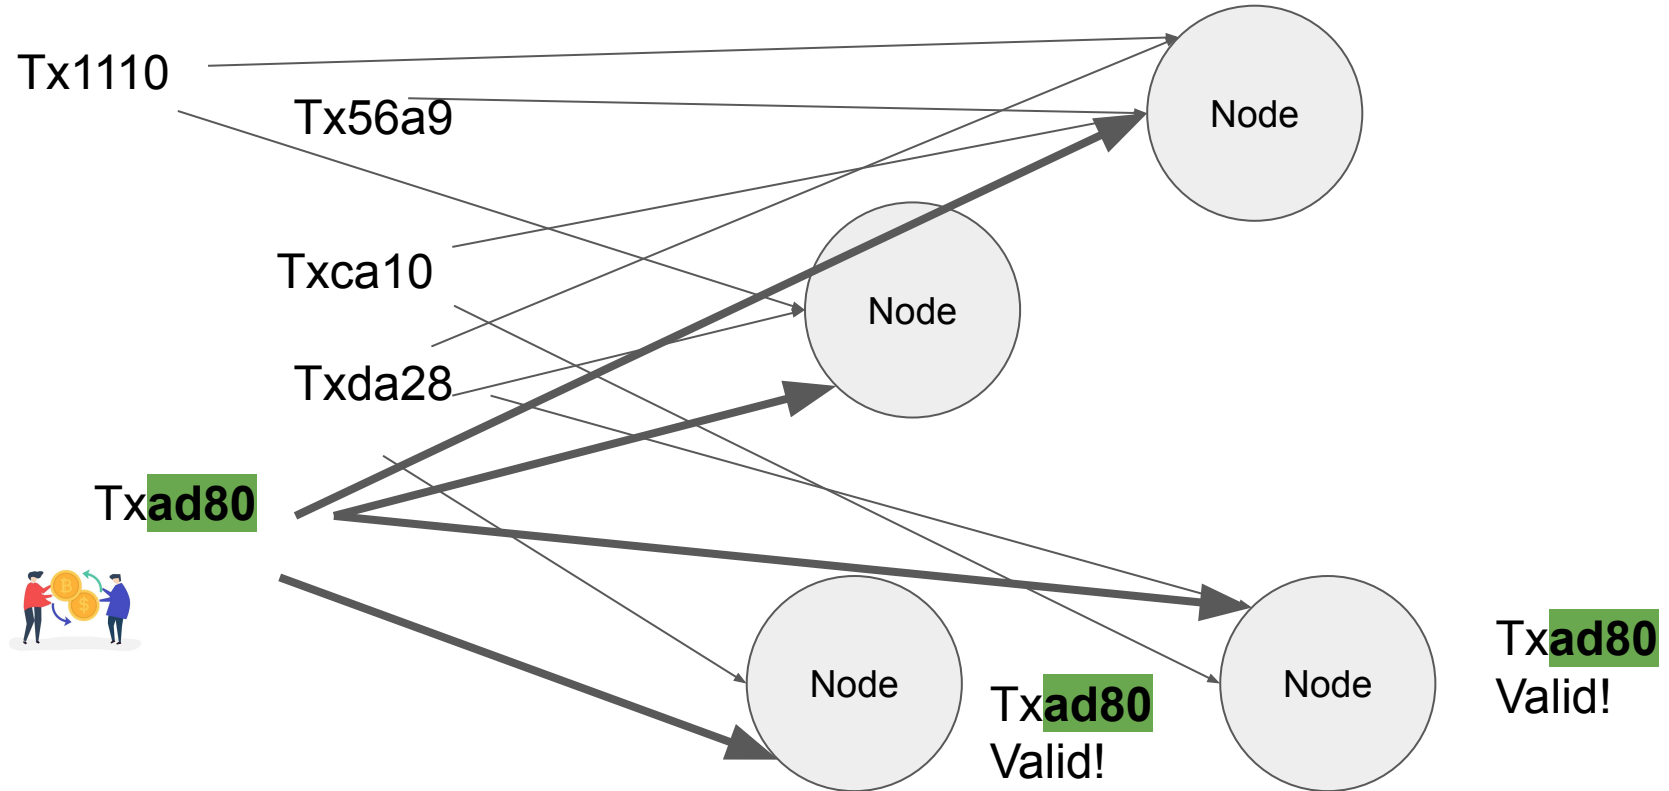 Tx1110
Tx56a9
Node
Txca10
Node
Txda28
Txad80
Node
Txad80
Valid!
Node
Txad80
Valid!